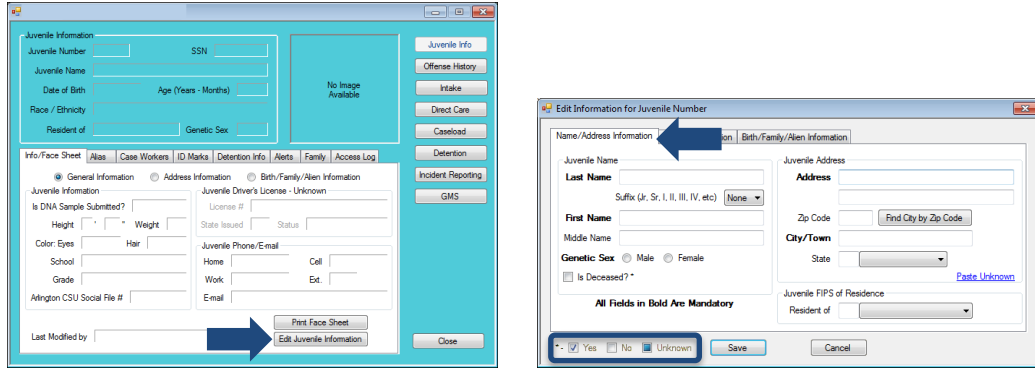 Juvenile Information
Juvenile Number SSN
Juvenile Name
Date of Birth Age (Years - Months)
Race / Ethnicity
Resident of Genetic Sex
No Image
Available
Juvenile Info
Offense History
Intake
Direct Care
Caseload
Detention
Incident Reporting
GMS
Info/Face Sheet Alias Case Workers ID Marks Detention Info Alerts Family Access Log
General Information Address Information Birth/Family/Alien Information
Juvenile Information
Is DNA Sample Submitted?
Height ' " Weight
Color: Eyes Hair
School
Grade
Arlington CSU Social File #
Juvenile Driver's License - Unknown
License #
State Issued Status
Juvenile Phone/E-mail
Home Cell
Work Ext.
E-mail
Print Face Sheet
Last Modified by Edit Juvenile Information
Close
Edit Information for Juvenile Number
Name/Address Information Birth/Family/Alien Information
Juvenile Name
Last Name
Suffix (Jr, Sr, I, II, III, IV, etc) None
First Name
Middle Name
Genetic Sex Male Female
Is Deceased? *
All Fields in Bold Are Mandatory
Juvenile Address
Address
Zip Code Find City by Zip Code
City/Town
State
Paste Unknown
Juvenile FIPS of Residence
Resident of
* - Yes No Unknown Save Cancel